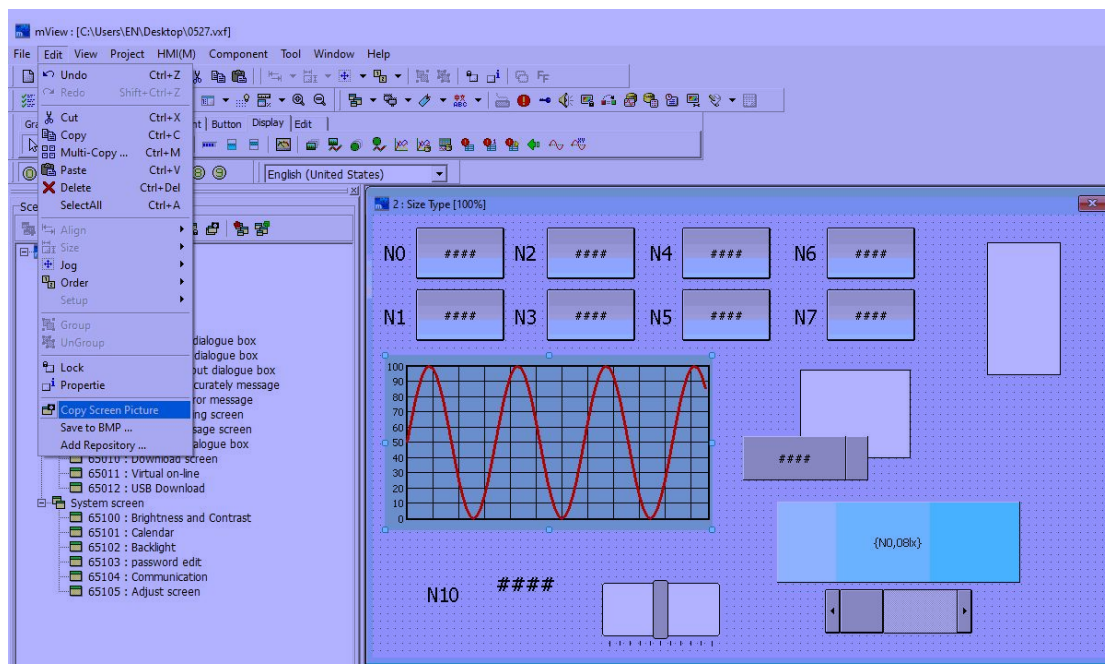 mView : [C:\Users\EN\Desktop\0527.vxf]
File Edit View Project HMI(M) Component Tool Window Help
Undo Ctrl+Z
Redo Shift+Ctrl+Z
Cut Ctrl+X
Copy Ctrl+C
Multi-Copy ... Ctrl+M
Paste Ctrl+V
Delete Ctrl+Del
SelectAll Ctrl+A
Align
Size
Jog
Order
Setup
Group
UnGroup
Lock
Propertie
Copy Screen Picture
Save to BMP ...
Add Repository ...
Button Display Edit
English (United States)
dialogue box
dialogue box
out dialogue box
curately message
ror message
ng screen
sage screen
alogue box
65010 : Download screen
65011 : Virtual on-line
65012 : USB Download
System screen
65100 : Brightness and Contrast
65101 : Calendar
65102 : Backlight
65103 : password edit
65104 : Communication
65105 : Adjust screen
2 : Size Type [100%]
N0 #### N2 #### N4 #### N6 ####
N1 #### N3 #### N5 #### N7 ####
100
90
80
70
60
50
40
30
20
10
0
####
{N0,08lx}
N10 ####